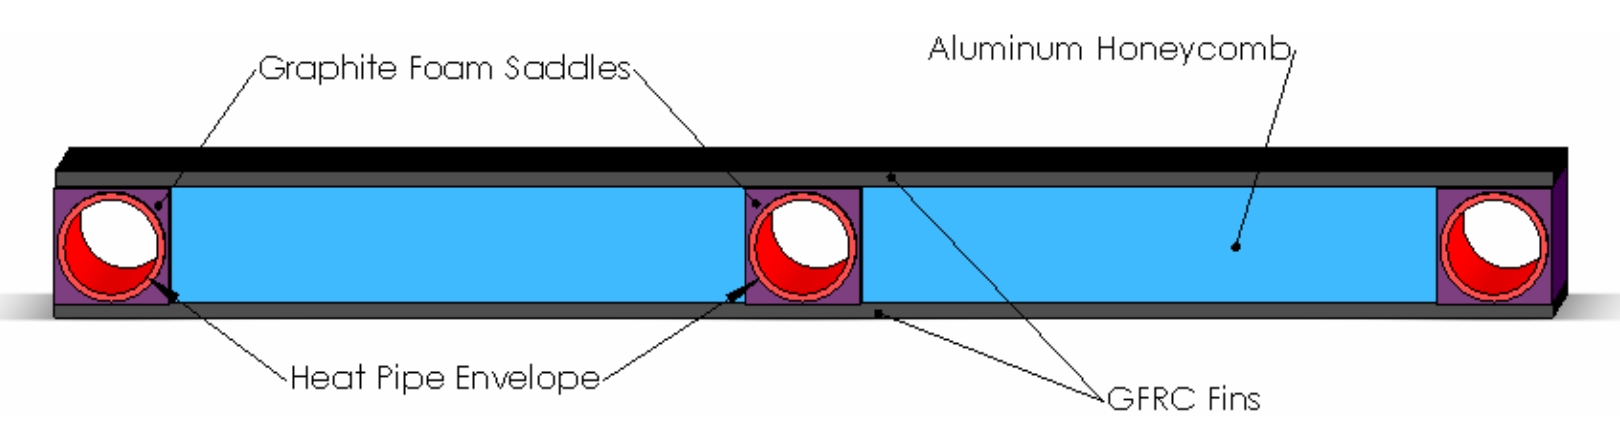 Aluminum Honeycomb
Graphite Foam Saddles
Heat Pipe Envelope
GFRC Fins